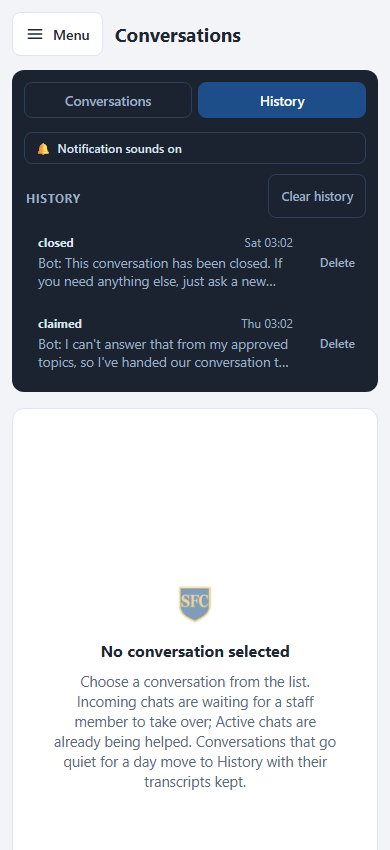 Menu
Conversations
Conversations
History
🔔 Notification sounds on
HISTORY
Clear history
closed
Sat 03:02
Bot: This conversation has been closed. If
you need anything else, just ask a new...
Delete
claimed
Thu 03:02
Bot: I can't answer that from my approved
topics, so I've handed our conversation t...
Delete
SFC
No conversation selected
Choose a conversation from the list.
Incoming chats are waiting for a staff
member to take over; Active chats are
already being helped. Conversations that go
quiet for a day move to History with their
transcripts kept.